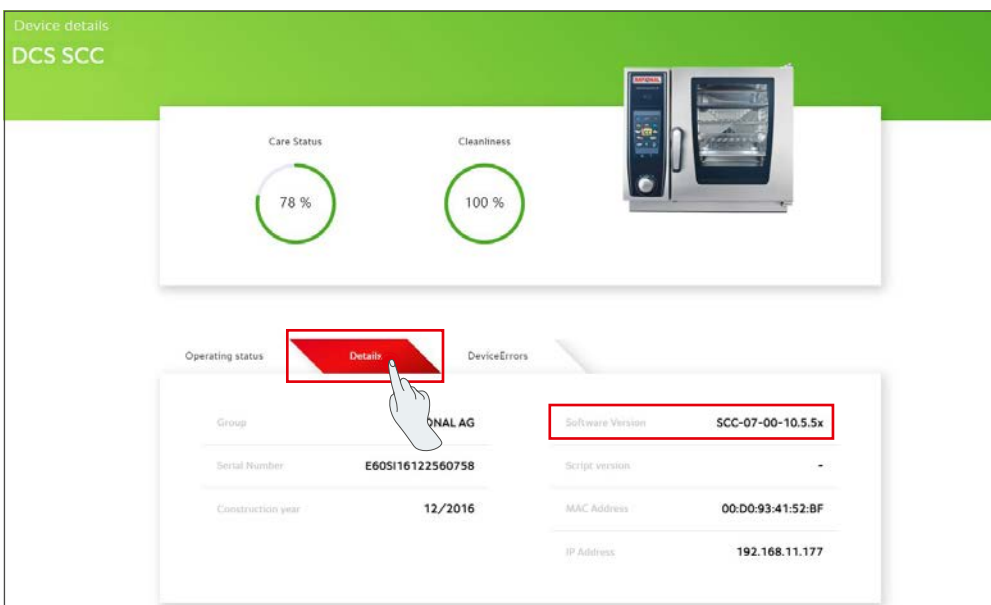 Device details
DCS SCC
RATIONAL
Care Status
Cleanliness
78 %
100 %
Operating status
Details
DeviceErrors
Group
ONAL AG
Serial Number
E60SI16122560758
Construction year
12/2016
Software Version
SCC-07-00-10.5.5x
Script version
-
MAC Address
00:D0:93:41:52:BF
IP Address
192.168.11.177